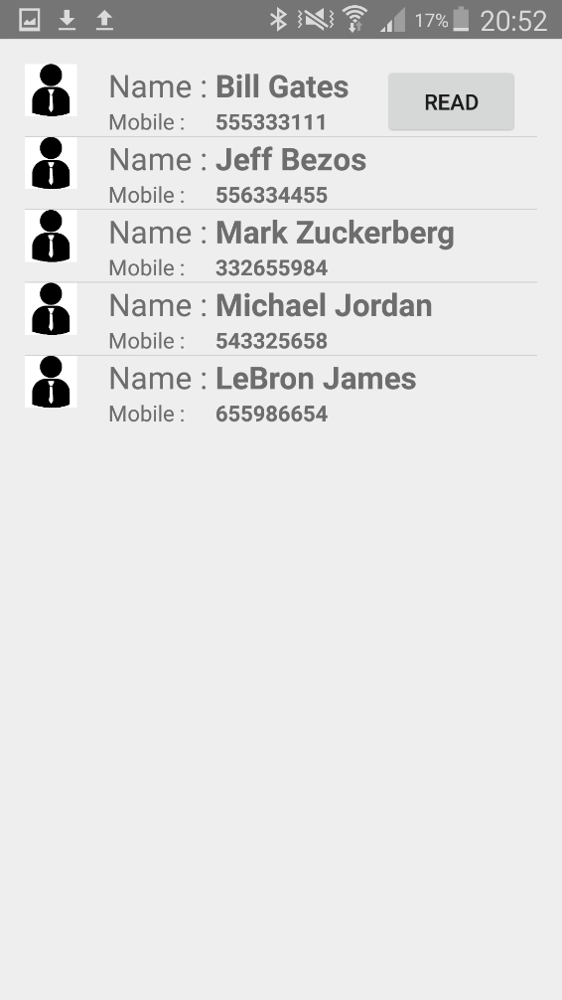 17% 20:52
Name : Bill Gates
READ
Mobile : 555333111
Name : Jeff Bezos
Mobile : 556334455
Name : Mark Zuckerberg
Mobile : 332655984
Name : Michael Jordan
Mobile : 543325658
Name : LeBron James
Mobile : 655986654